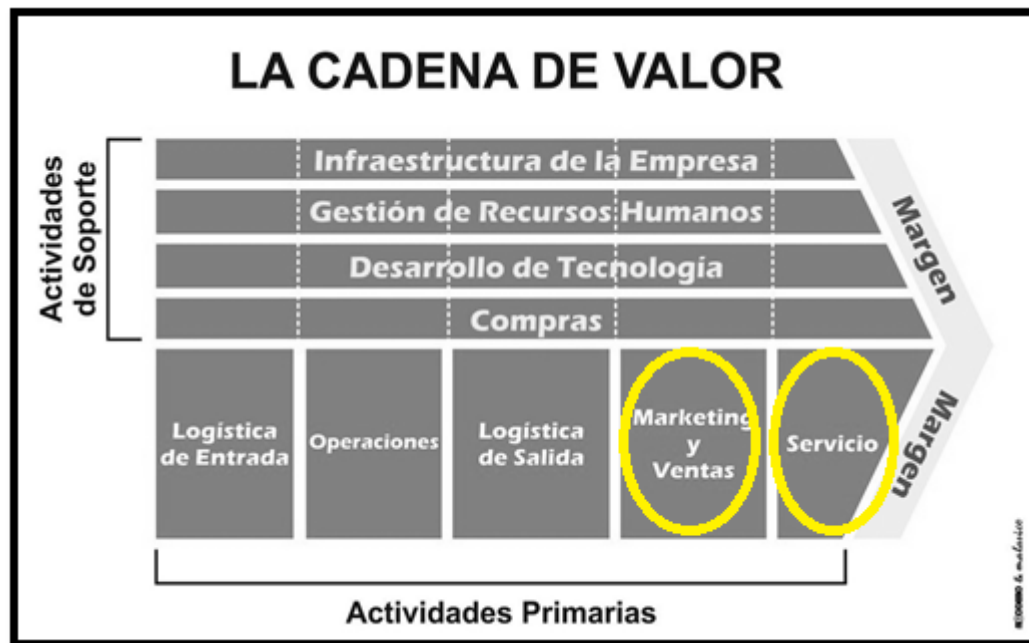 LA CADENA DE VALOR
Actividades
de Soporte
Infraestructura de la Empresa
Gestión de Recursos Humanos
Desarrollo de Tecnología
Compras
Margen
Logística
de Entrada
Operaciones
Logística
de Salida
Marketing
y
Ventas
Servicio
Margen
Actividades Primarias